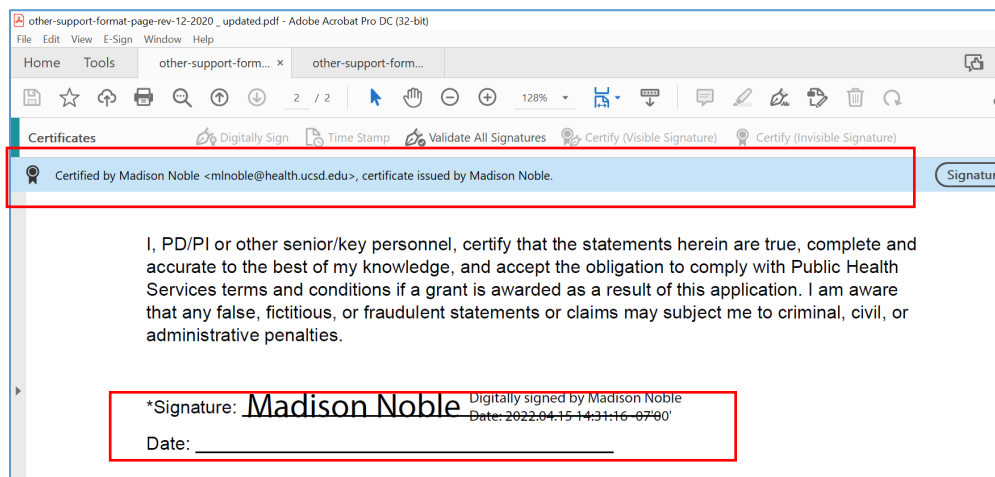 other-support-format-page-rev-12-2020 _ updated.pdf - Adobe Acrobat Pro DC (32-bit)
File Edit View E-Sign Window Help
Home Tools other-support-form... × other-support-form...
2 / 2 128%
Certificates Digitally Sign Time Stamp Validate All Signatures Certify (Visible Signature) Certify (Invisible Signature)
Certified by Madison Noble <mlnoble@health.ucsd.edu>, certificate issued by Madison Noble. Signatur
I, PD/PI or other senior/key personnel, certify that the statements herein are true, complete and
accurate to the best of my knowledge, and accept the obligation to comply with Public Health
Services terms and conditions if a grant is awarded as a result of this application. I am aware
that any false, fictitious, or fraudulent statements or claims may subject me to criminal, civil, or
administrative penalties.
*Signature: Madison Noble Digitally signed by Madison Noble
Date: 2022.04.15 14:31:16 -07'00'
Date: